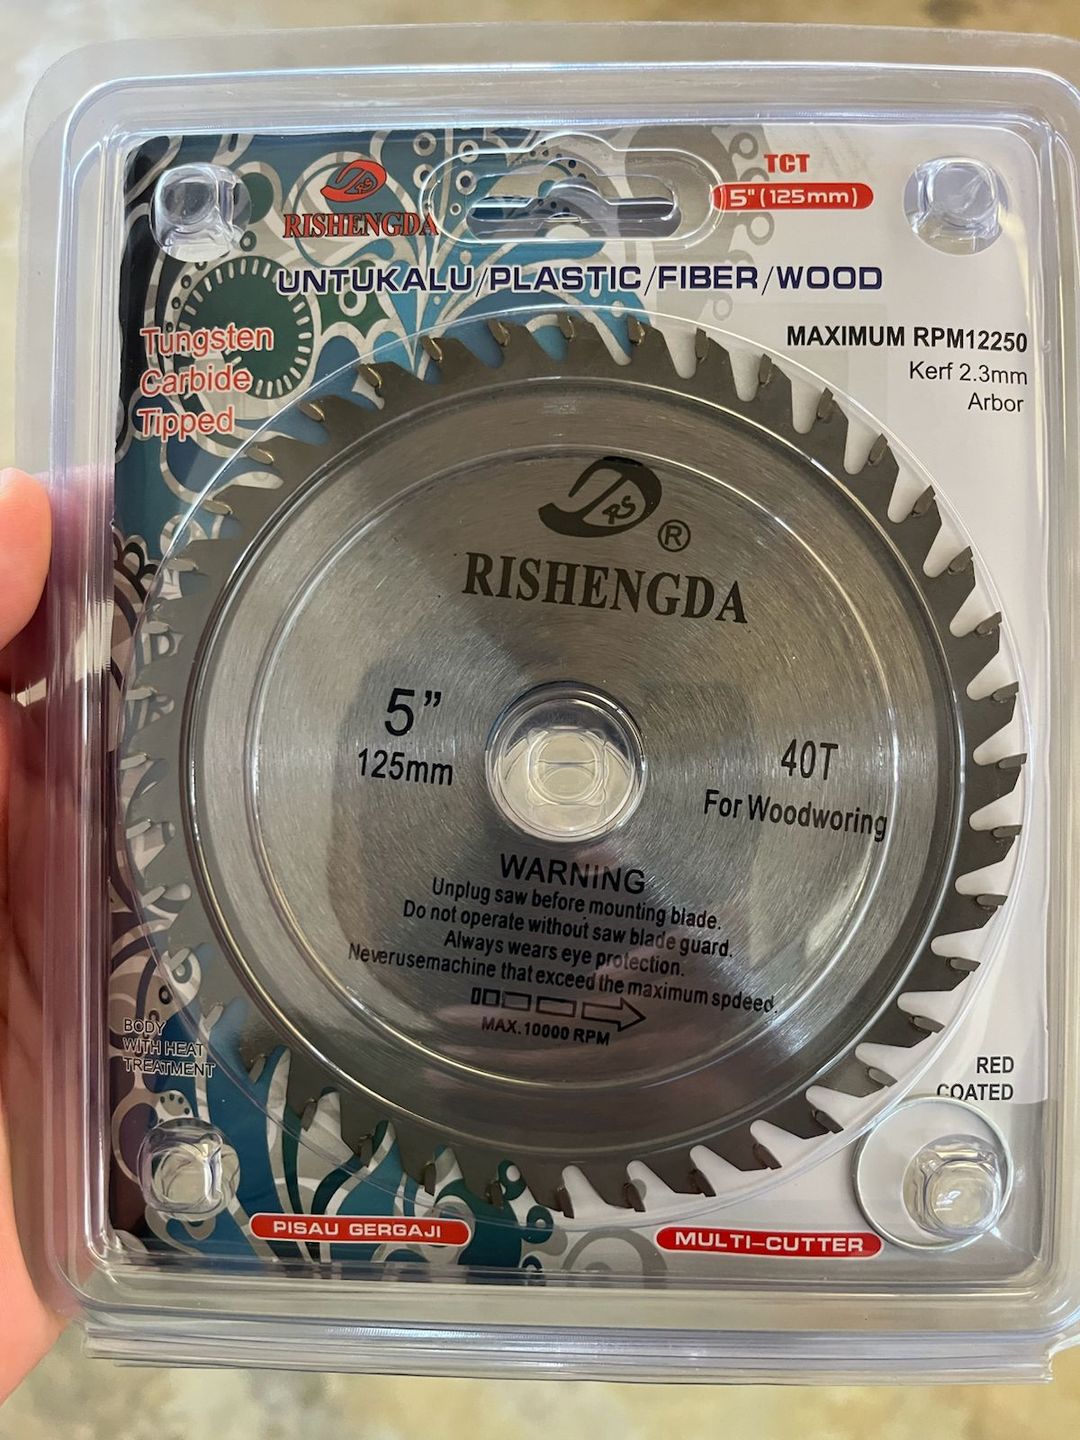 TCT
5" (125mm)
RISHENGDA
UNTUKALU/PLASTIC/FIBER/WOOD
Tungsten
Carbide
Tipped
MAXIMUM RPM12250
Kerf 2.3mm
Arbor
®
RISHENGDA
5”
125mm
40T
For Woodworing
WARNING
Unplug saw before mounting blade.
Do not operate without saw blade guard.
Always wears eye protection.
Neverusemachine that exceed the maximum spdeed.
MAX.10000 RPM
BODY
WITH HEAT
TREATMENT
RED
COATED
PISAU GERGAJI
MULTI-CUTTER